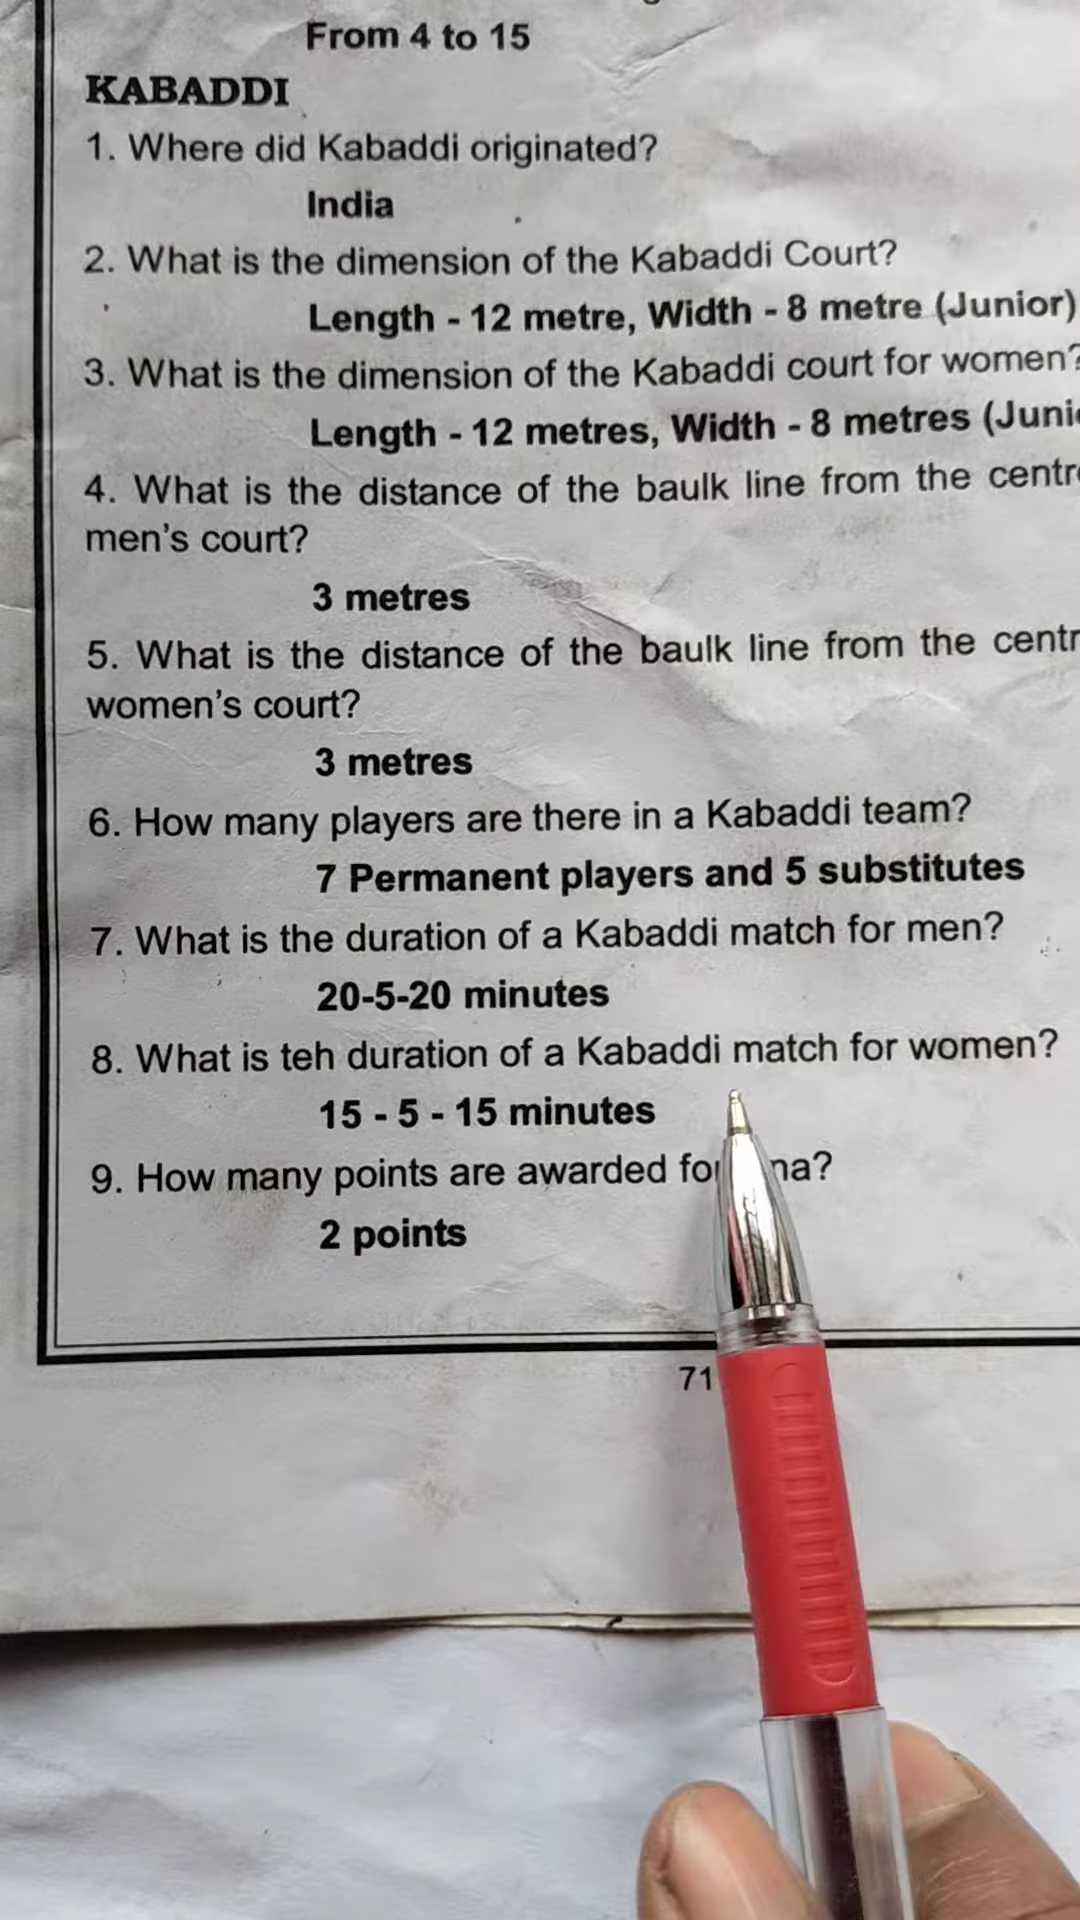 From 4 to 15
KABADDI
1. Where did Kabaddi originated?
India
2. What is the dimension of the Kabaddi Court?
Length - 12 metre, Width - 8 metre (Junior)
3. What is the dimension of the Kabaddi court for women?
Length - 12 metres, Width - 8 metres
4. What is the distance of the baulk line from the
men's court?
3 metres
5. What is the distance of the baulk line from the
women's court?
3 metres
6. How many players are there in a Kabaddi team?
7 Permanent players and 5 substitutes
7. What is the duration of a Kabaddi match for men?
20-5-20 minutes
8. What is teh duration of a Kabaddi match for women?
15 - 5 - 15 minutes
9. How many points are awarded
2 points
71